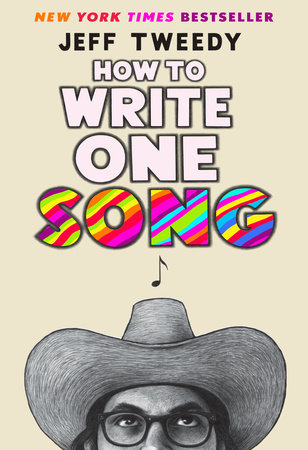 NEW YORK TIMES BESTSELLER
JEFF TWEEDY
HOW TO
WRITE
ONE
SONG